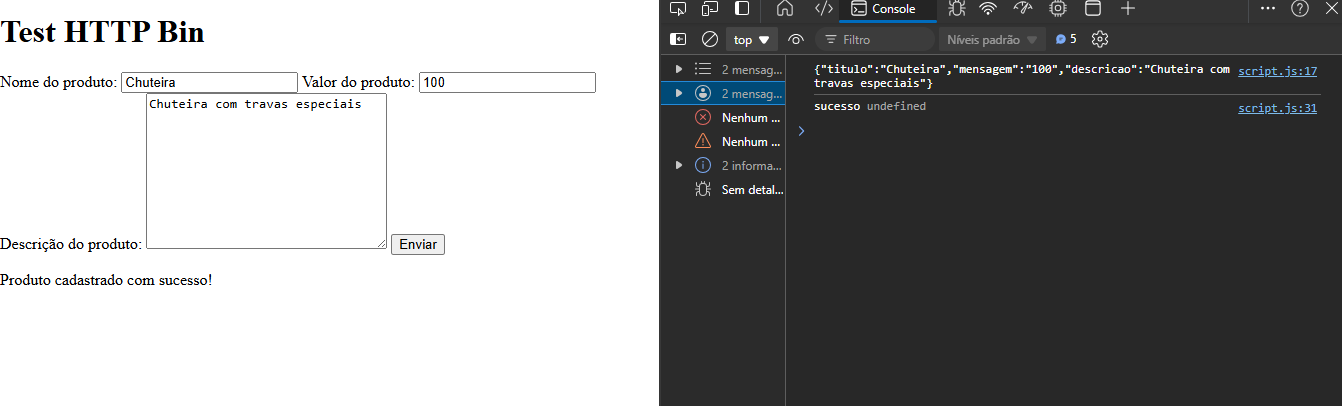 Test HTTP Bin
Nome do produto: Chuteira Valor do produto: 100
Chuteira com travas especiais
Descrição do produto: Enviar
Produto cadastrado com sucesso!
Console
top Filtro Níveis padrão 5
2 mensag...
2 mensag...
Nenhum ...
Nenhum ...
2 informa...
Sem detal...
{"titulo":"Chuteira","mensagem":"100","descricao":"Chuteira com script.js:17
travas especiais"}
sucesso undefined script.js:31